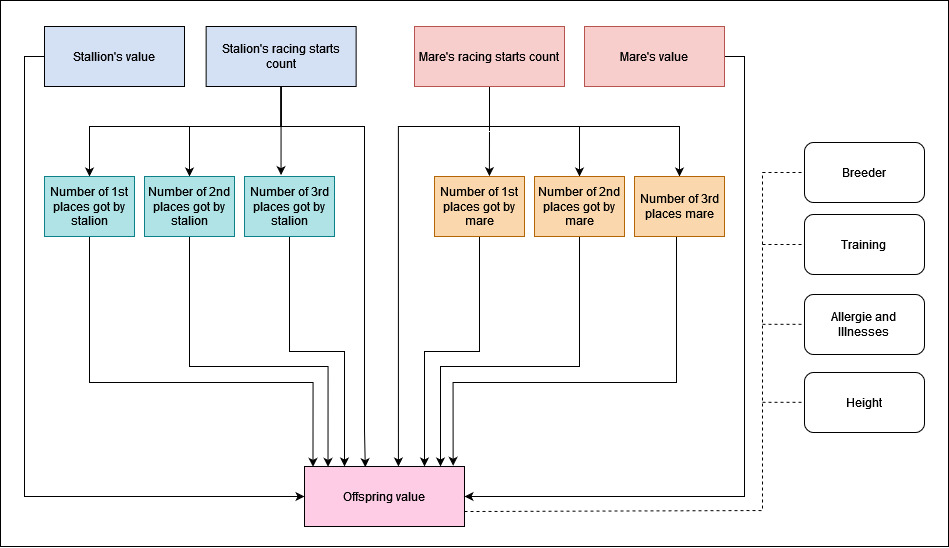 Stallion's value
Stalion's racing starts
count
Mare's racing starts count
Mare's value
Number of 1st
places got by
stalion
Number of 2nd
places got by
stalion
Number of 3rd
places got by
stalion
Number of 1st
places got by
mare
Number of 2nd
places got by
mare
Number of 3rd
places mare
Breeder
Training
Allergie and
Illnesses
Height
Offspring value